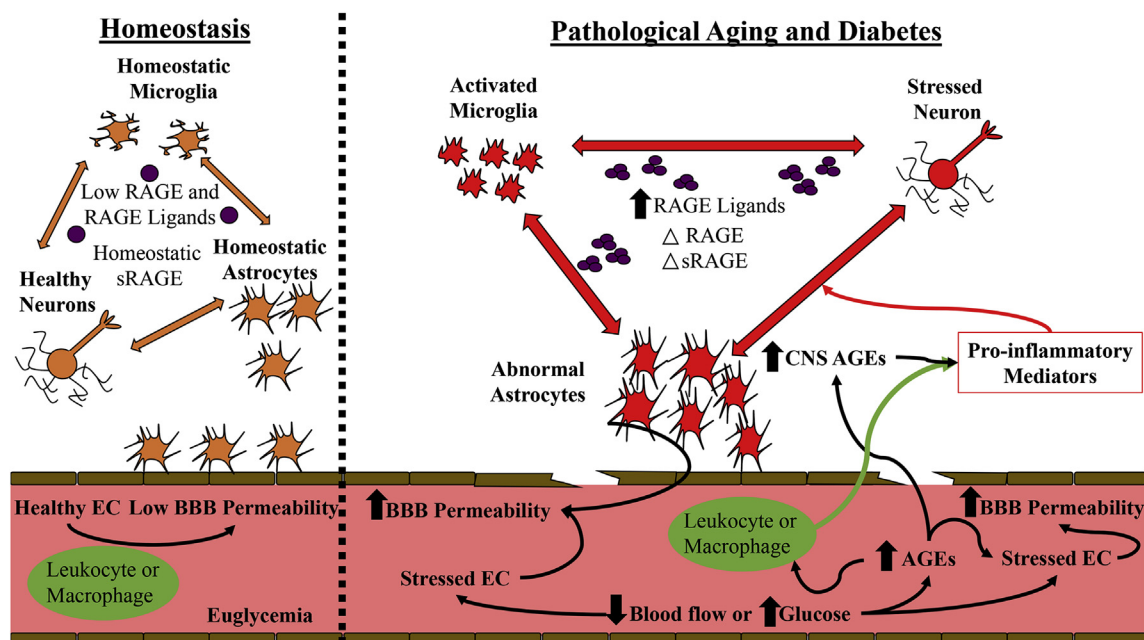 Homeostasis
Homeostatic
Microglia
Low RAGE and
RAGE Ligands
Homeostatic
sRAGE
Healthy
Neurons
Homeostatic
Astrocytes
Healthy EC Low BBB Permeability
Leukocyte or
Macrophage
Euglycemia
Pathological Aging and Diabetes
Activated
Microglia
Stressed
Neuron
RAGE Ligands
△ RAGE
△ sRAGE
Abnormal
Astrocytes
CNS AGEs
Pro-inflammatory
Mediators
BBB Permeability
Stressed EC
Leukocyte or
Macrophage
AGEs
BBB Permeability
Stressed EC
Blood flow or
Glucose